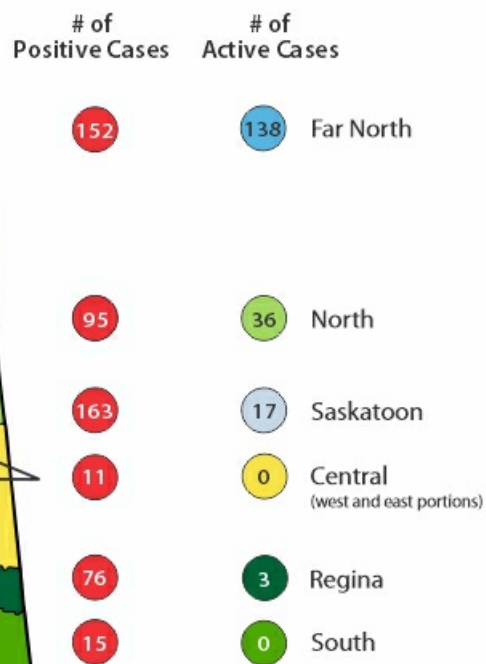 # of
Positive Cases
# of
Active Cases
152 138 Far North
95 36 North
163 17 Saskatoon
11 0 Central
(west and east portions)
76 3 Regina
15 0 South